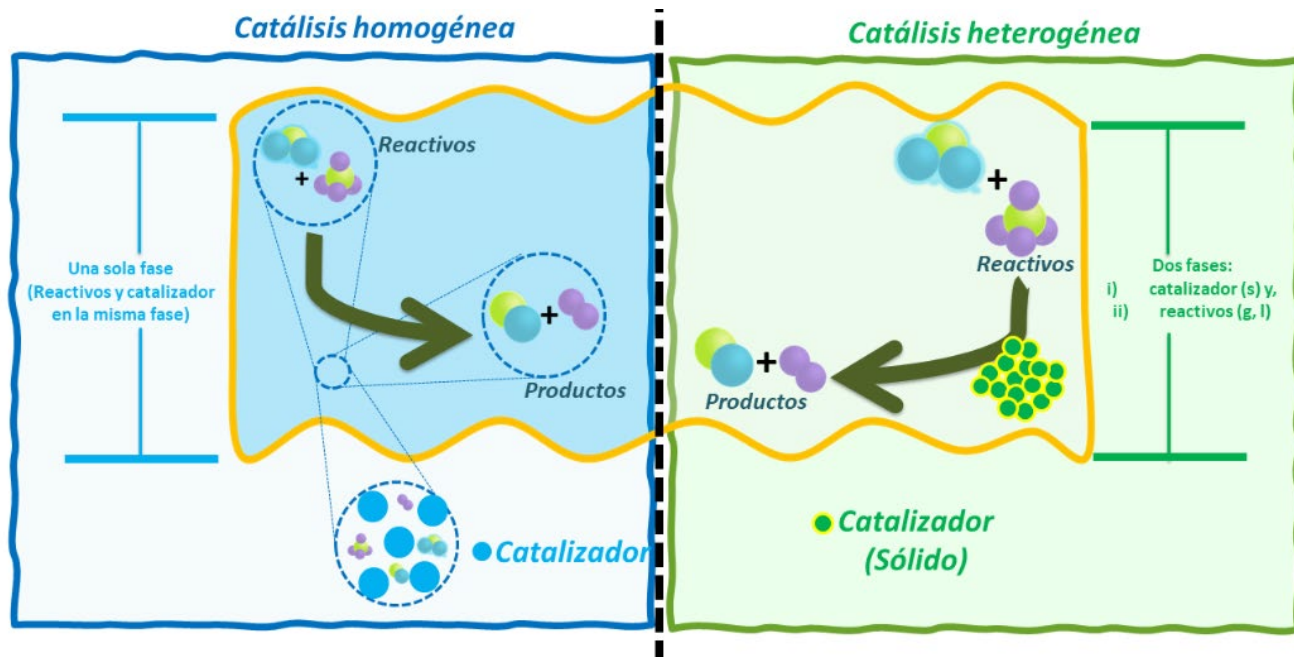 Catálisis homogénea
Reactivos
+
Una sola fase
(Reactivos y catalizador
en la misma fase)
+
Productos
Catalizador
Catálisis heterogénea
+
Reactivos
Dos fases:
i) catalizador (s) y,
ii) reactivos (g, l)
+
Productos
Catalizador
(Sólido)